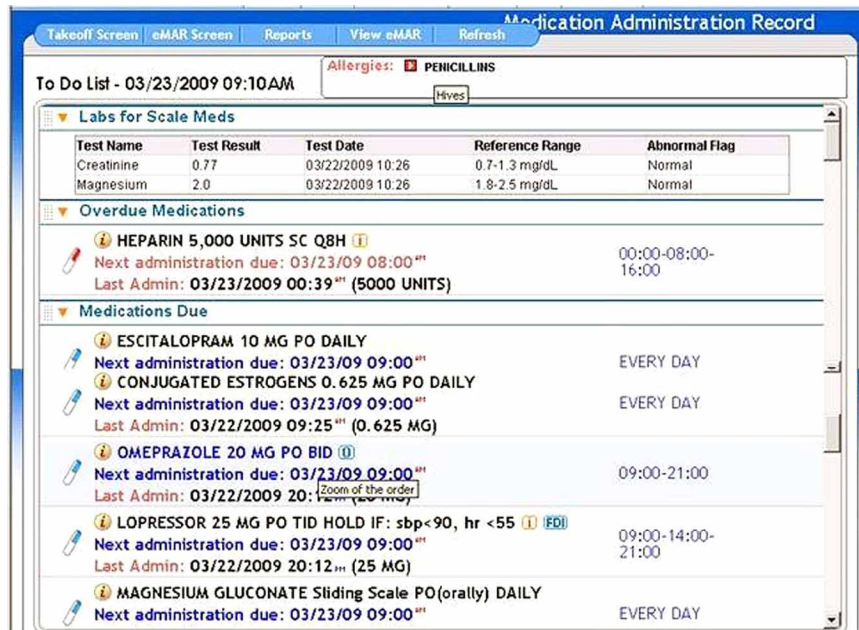 Medication Administration Record
Takeoff Screen eMAR Screen Reports View eMAR Refresh
Allergies: PENICILLINS
To Do List - 03/23/2009 09:10AM
Hives
Labs for Scale Meds
Test Name Test Result Test Date Reference Range Abnormal Flag
Creatinine 0.77 03/22/2009 10:26 0.7-1.3 mg/dL Normal
Magnesium 2.0 03/22/2009 10:26 1.8-2.5 mg/dL Normal
Overdue Medications
HEPARIN 5,000 UNITS SC Q8H
Next administration due: 03/23/09 08:00 AM
00:00-08:00-
16:00
Last Admin: 03/23/2009 00:39 AM (5000 UNITS)
Medications Due
ESCITALOPRAM 10 MG PO DAILY
Next administration due: 03/23/09 09:00 AM EVERY DAY
CONJUGATED ESTROGENS 0.625 MG PO DAILY
Next administration due: 03/23/09 09:00 AM EVERY DAY
Last Admin: 03/22/2009 09:25 AM (0.625 MG)
OMEPRAZOLE 20 MG PO BID
Next administration due: 03/23/09 09:00 AM 09:00-21:00
Zoom of the order
Last Admin: 03/22/2009
LOPRESSOR 25 MG PO TID HOLD IF: sbp<90, hr <55 FDI
Next administration due: 03/23/09 09:00 AM
09:00-14:00-
21:00
Last Admin: 03/22/2009 20:12 PM (25 MG)
MAGNESIUM GLUCONATE Sliding Scale PO(orally) DAILY
Next administration due: 03/23/09 09:00 AM EVERY DAY